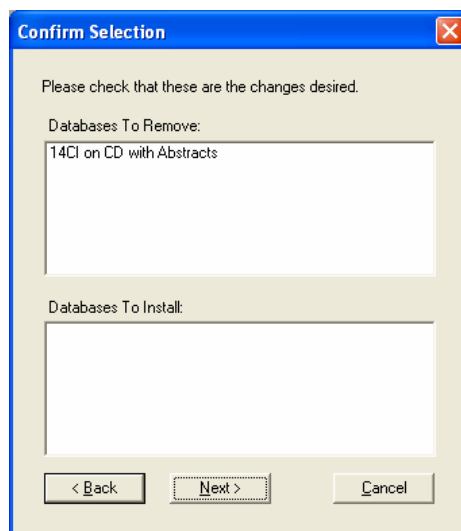 Confirm Selection
Please check that these are the changes desired.
Databases To Remove:
14CI on CD with Abstracts
Databases To Install:
< Back
Next >
Cancel